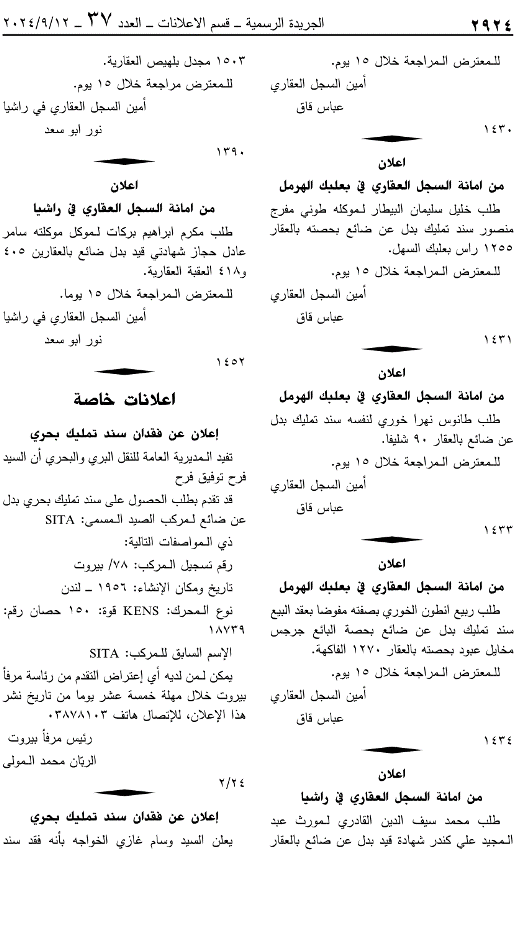 ٢٩٢٤
الجريدة الرسمية ــ قسم الاعلانات ــ العدد ٣٧ ــ ٢٠٢٤/٩/١٢
للمعترض المراجعة خلال ١٥ يوم.
أمين السجل العقاري
عباس قاق
١٤٣٠
اعلان
من امانة السجل العقاري في بعلبك الهرمل
طلب خليل سليمان البيطار لموكله طوني مفرج
منصور سند تمليك بدل عن ضائع بحصته بالعقار
١٢٥٥ راس بعلبك السهل.
للمعترض المراجعة خلال ١٥ يوم.
أمين السجل العقاري
عباس قاق
١٤٣١
اعلان
من امانة السجل العقاري في بعلبك الهرمل
طلب طانوس نهرا خوري لنفسه سند تمليك بدل
عن ضائع بالعقار ٩٠ شليفا.
للمعترض المراجعة خلال ١٥ يوم.
أمين السجل العقاري
عباس قاق
١٤٣٣
اعلان
من امانة السجل العقاري في بعلبك الهرمل
طلب ربيع انطون الخوري بصفته مفوضا بعقد البيع
سند تمليك بدل عن ضائع بحصة البائع جرجس
مخايل عبود بحصته بالعقار ١٢٧٠ الفاكهة.
للمعترض المراجعة خلال ١٥ يوم.
أمين السجل العقاري
عباس قاق
١٤٣٤
اعلان
من امانة السجل العقاري في راشيا
طلب محمد سيف الدين القادري لمورث عبد
المجيد علي كندر شهادة قيد بدل عن ضائع بالعقار
١٥٠٣ مجدل بلهيص العقارية.
للمعترض مراجعة خلال ١٥ يوم.
أمين السجل العقاري في راشيا
نور ابو سعد
١٣٩٠
اعلان
من امانة السجل العقاري في راشيا
طلب مكرم ابراهيم بركات لموكل موكلته سامر
عادل حجاز شهادتي قيد بدل ضائع بالعقارين ٤٠٥
و٤١٨ العقبة العقارية.
للمعترض المراجعة خلال ١٥ يوما.
أمين السجل العقاري في راشيا
نور ابو سعد
١٤٥٢
اعلانات خاصة
إعلان عن فقدان سند تمليك بحري
تفيد المديرية العامة للنقل البري والبحري أن السيد
فرح توفيق فرح
قد تقدم بطلب الحصول على سند تمليك بحري بدل
عن ضائع لمركب الصيد المسمى: SITA
ذي المواصفات التالية:
رقم تسجيل المركب: ٧٨/ بيروت
تاريخ ومكان الإنشاء: ١٩٥٦ ــ لندن
نوع المحرك: KENS قوة: ١٥٠ حصان رقم:
١٨٧٣٩
الإسم السابق للمركب: SITA
يمكن لمن لديه أي إعتراض التقدم من رئاسة مرفأ
بيروت خلال مهلة خمسة عشر يوما من تاريخ نشر
هذا الإعلان، للإتصال هاتف ٠٣٨٧٨١٠٣
رئيس مرفأ بيروت
الربّان محمد المولى
٢/٢٤
إعلان عن فقدان سند تمليك بحري
يعلن السيد وسام غازي الخواجه بأنه فقد سند